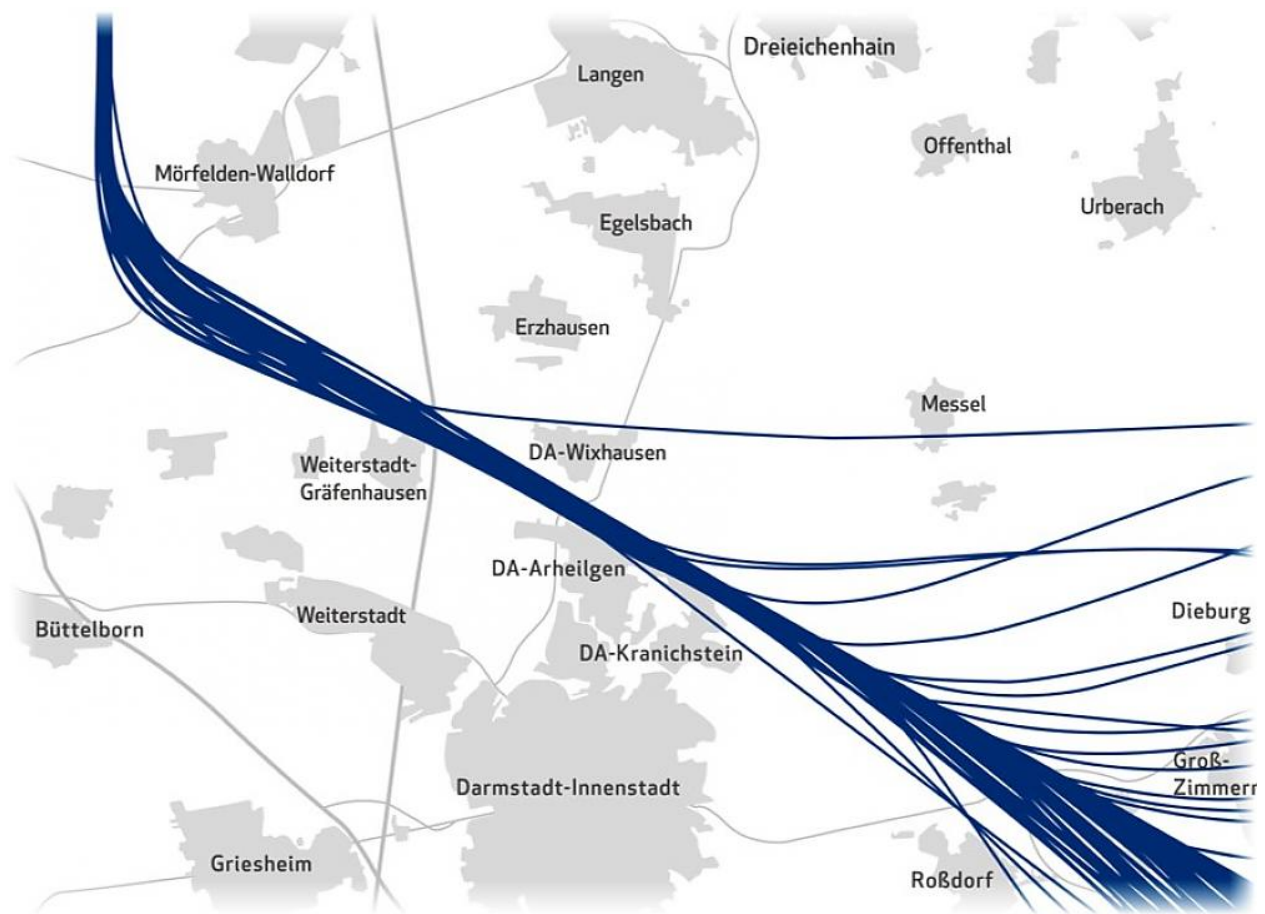 Dreieichenhain
Langen
Offenthal
Mörfelden-Walldorf
Urberach
Egelsbach
Erzhausen
Messel
DA-Wixhausen
Weiterstadt-
Gräfenhausen
DA-Arheilgen
Dieburg
Weiterstadt
Büttelborn
DA-Kranichstein
Groß-
Zimmern
Darmstadt-Innenstadt
Griesheim
Roßdorf